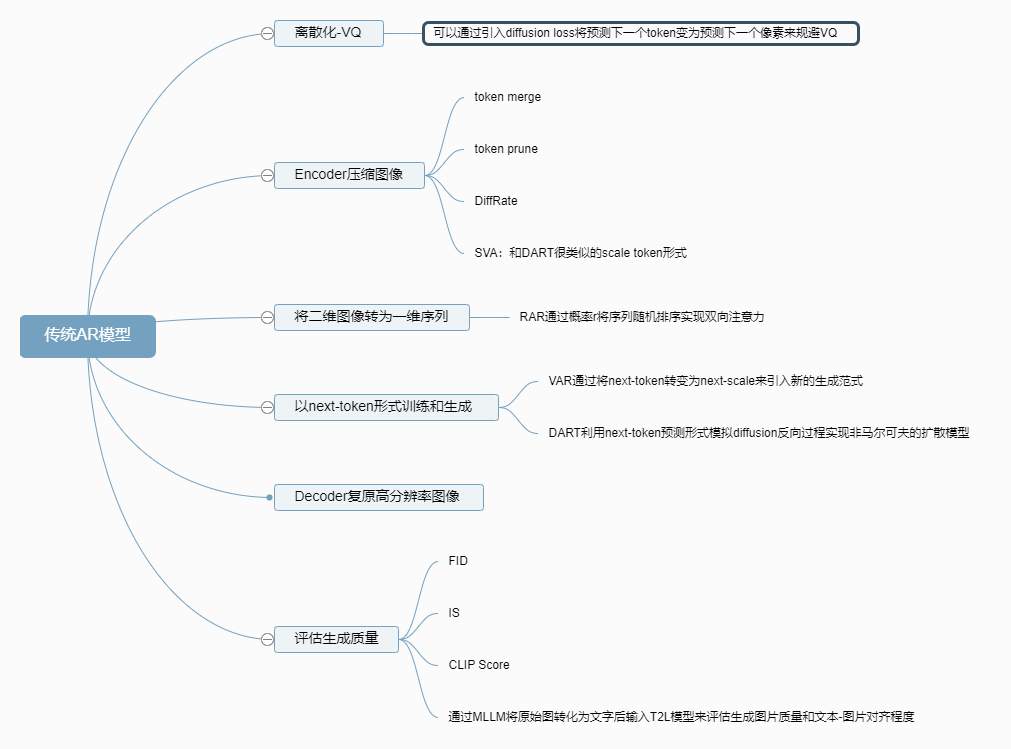 离散化-VQ
可以通过引入diffusion loss将预测下一个token变为预测下一个像素来规避VQ
token merge
token prune
Encoder压缩图像
DiffRate
SVA：和DART很类似的scale token形式
将二维图像转为一维序列
RAR通过概率r将序列随机排序实现双向注意力
传统AR模型
VAR通过将next-token转变为next-scale来引入新的生成范式
以next-token形式训练和生成
DART利用next-token预测形式模拟diffusion反向过程实现非马尔可夫的扩散模型
Decoder复原高分辨率图像
FID
IS
评估生成质量
CLIP Score
通过MLLM将原始图转化为文字后输入T2L模型来评估生成图片质量和文本-图片对齐程度